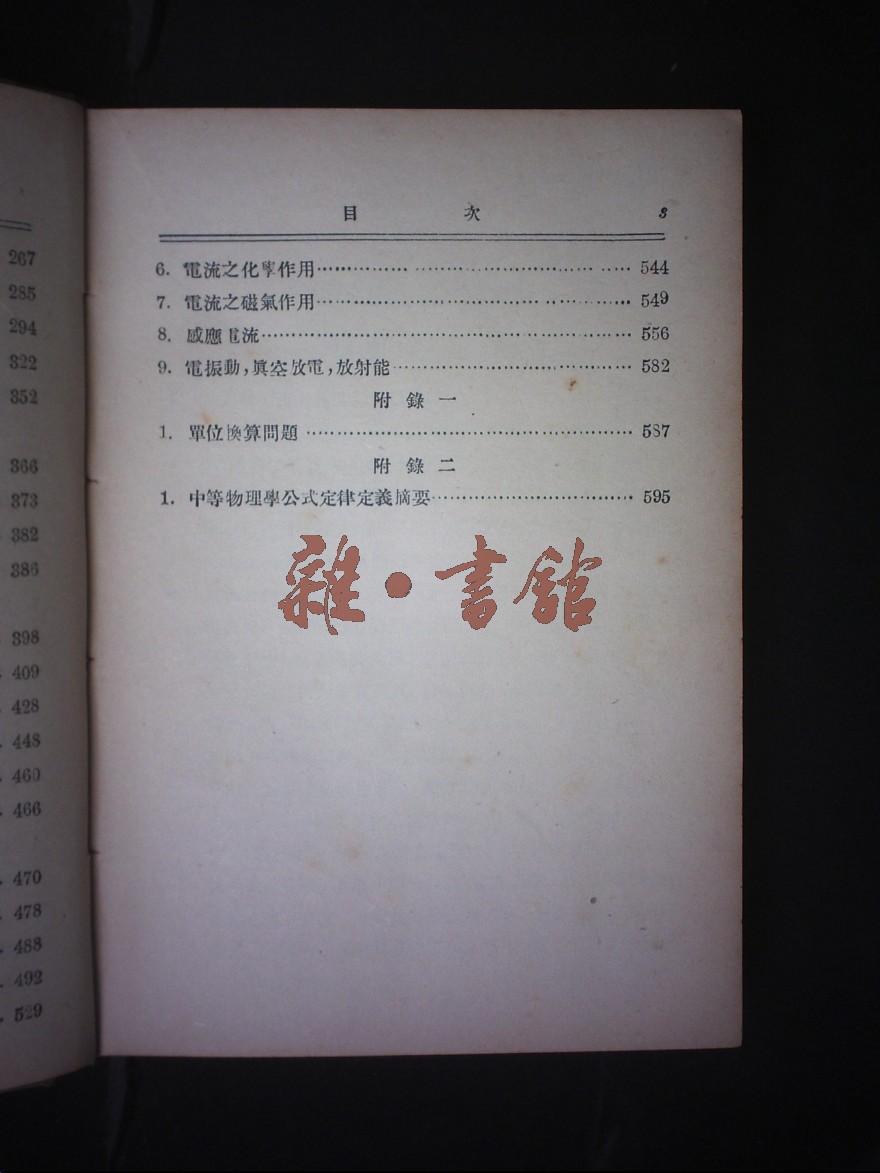 267
285
294
322
352
366
373
382
386
398
409
428
448
460
466
470
478
488
492
529
目 次 3
6. 電流之化學作用 544
7. 電流之磁氣作用 549
8. 感應電流 556
9. 電振動，眞空放電，放射能 582
附 錄 一
1. 單位換算問題 587
附 錄 二
1. 中等物理學公式定律定義摘要 595
雜·書館